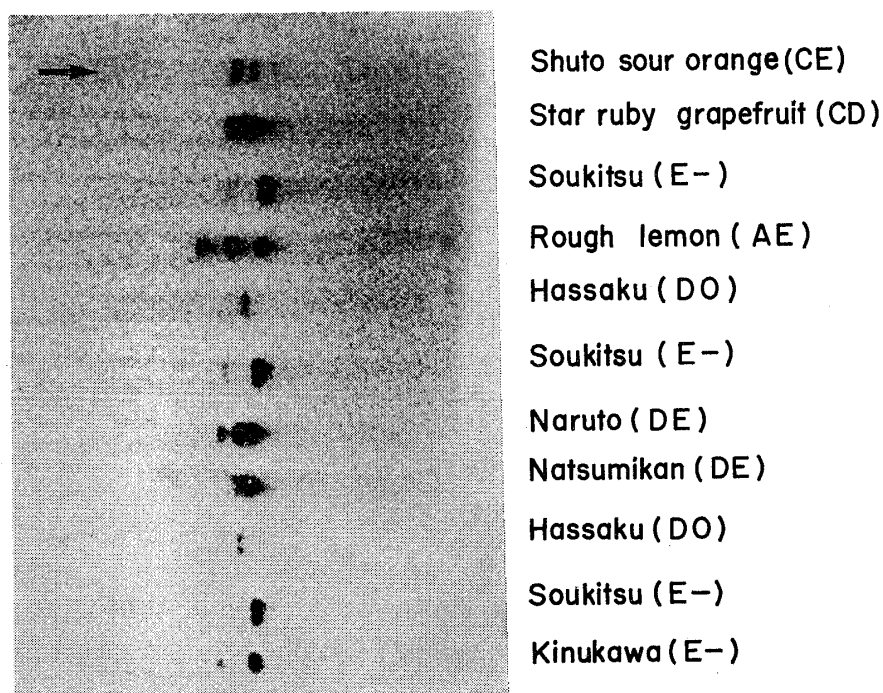 Shuto sour orange (CE)
Star ruby grapefruit (CD)
Soukitsu (E-)
Rough lemon (AE)
Hassaku (DO)
Soukitsu (E-)
Naruto (DE)
Natsumikan (DE)
Hassaku (DO)
Soukitsu (E-)
Kinukawa (E-)